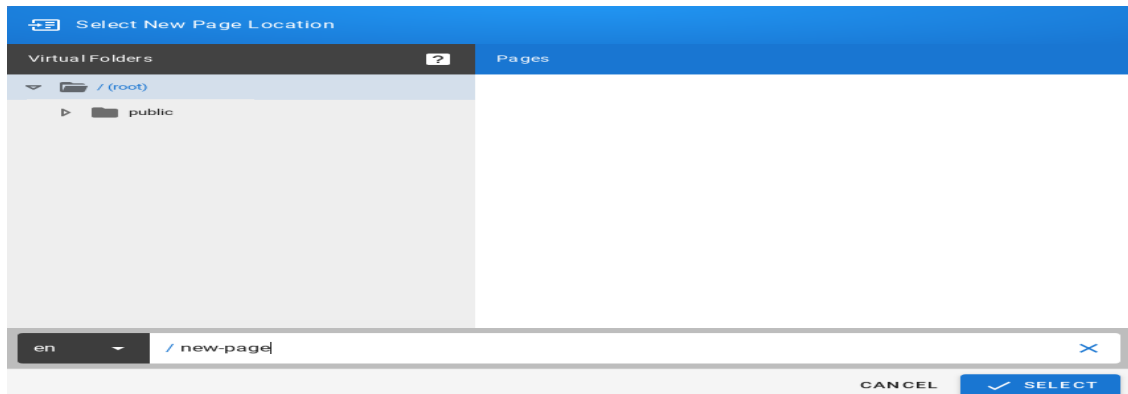 Select New Page Location
Virtual Folders ? Pages
/ (root)
public
en / new-page
CANCEL SELECT